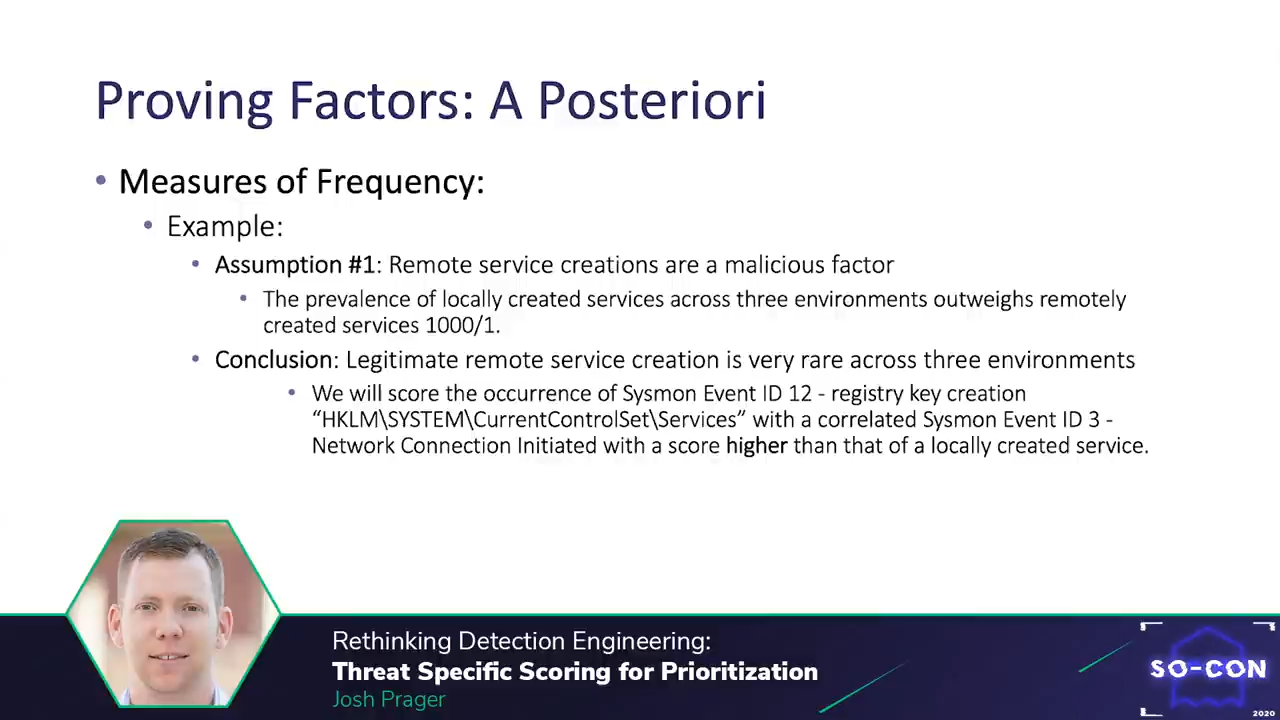 Proving Factors: A Posteriori
• Measures of Frequency:
• Example:
• Assumption #1: Remote service creations are a malicious factor
• The prevalence of locally created services across three environments outweighs remotely
created services 1000/1.
• Conclusion: Legitimate remote service creation is very rare across three environments
• We will score the occurrence of Sysmon Event ID 12 - registry key creation
“HKLM\SYSTEM\CurrentControlSet\Services” with a correlated Sysmon Event ID 3 -
Network Connection Initiated with a score higher than that of a locally created service.
Rethinking Detection Engineering:
Threat Specific Scoring for Prioritization
Josh Prager
SO-CON
2020